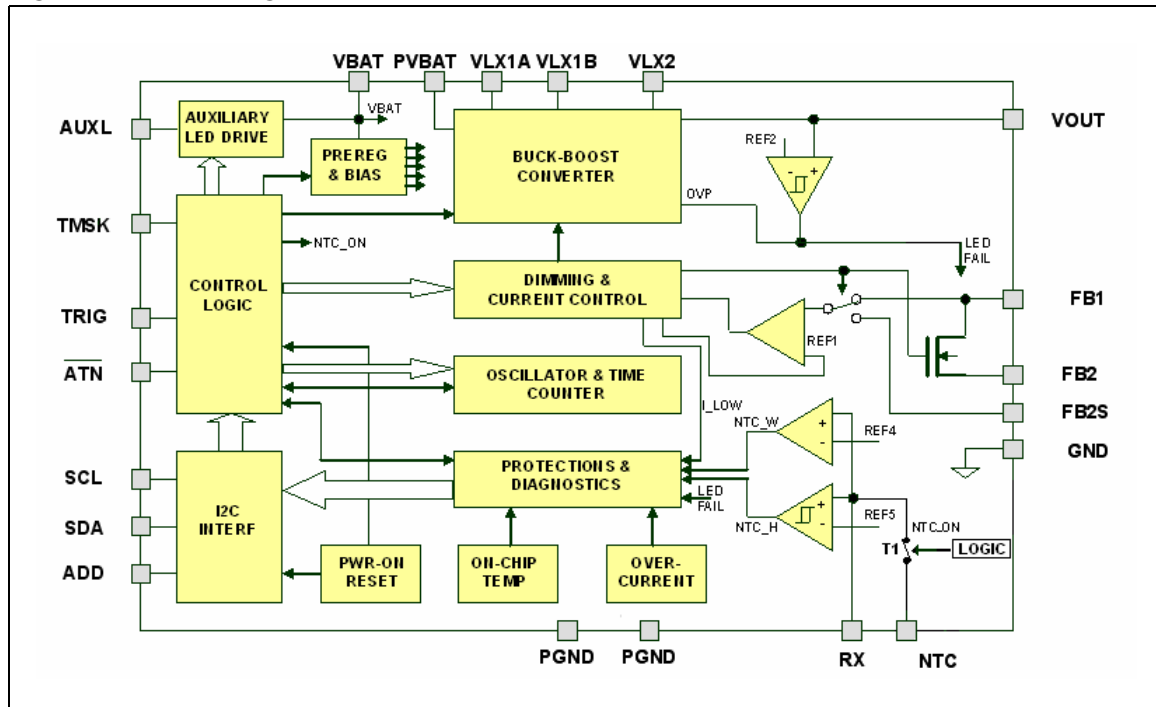 VBAT
PVBAT
VLX1A
VLX1B
VLX2
AUXL
AUXILIARY
LED DRIVE
VBAT
PREREG
& BIAS
BUCK-BOOST
CONVERTER
REF2
- +
VOUT
OVP
TMSK
NTC_ON
LED
FAIL
CONTROL
LOGIC
DIMMING &
CURRENT CONTROL
REF1
FB1
TRIG
ATN
OSCILLATOR & TIME
COUNTER
FB2
I_LOW
FB2S
NTC_W
+
-
REF4
GND
SCL
I2C
INTERF
PROTECTIONS &
DIAGNOSTICS
LED
FAIL
SDA
NTC_H
+
-
REF5
NTC_ON
T1
LOGIC
ADD
PWR-ON
RESET
ON-CHIP
TEMP
OVER-
CURRENT
PGND
PGND
RX
NTC